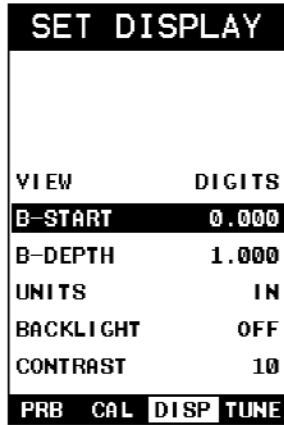 SET DISPLAY
VIEW DIGITS
B-START 0.000
B-DEPTH 1.000
UNITS IN
BACKLIGHT OFF
CONTRAST 10
PRB CAL DISP TUNE